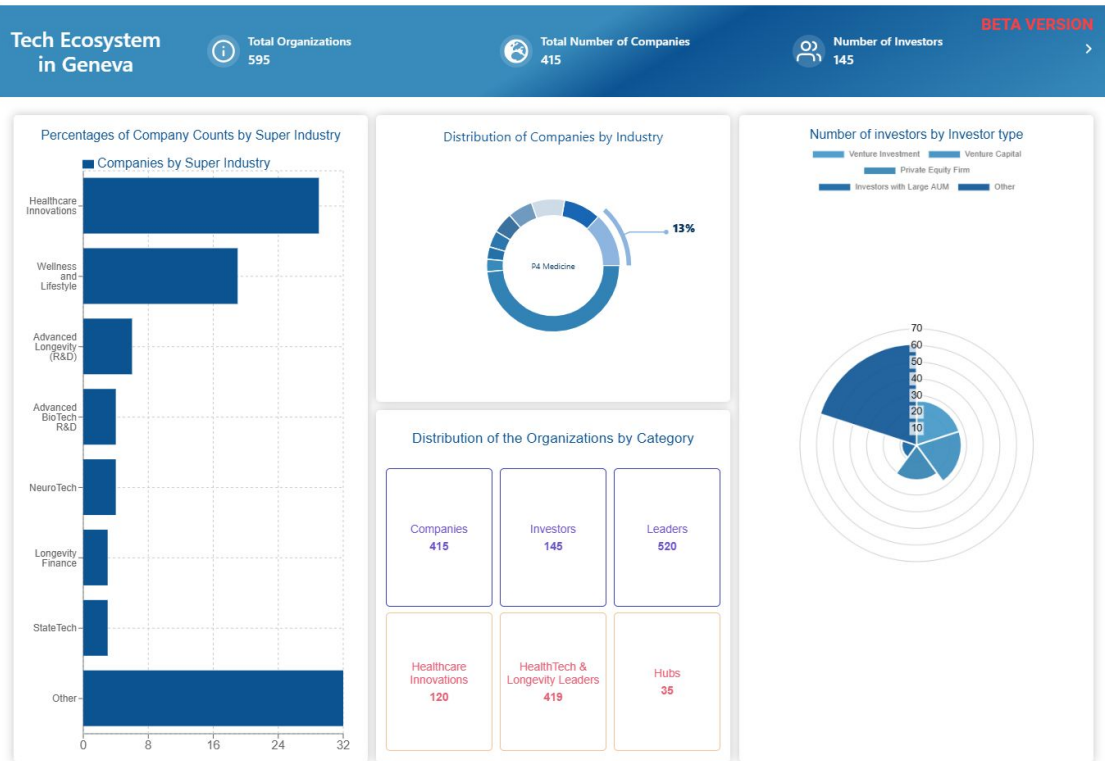 BETA VERSION
Tech Ecosystem
in Geneva
Total Organizations
595
Total Number of Companies
415
Number of Investors
145
Percentages of Company Counts by Super Industry
Companies by Super Industry
Healthcare
Innovations
Wellness
and
Lifestyle
Advanced
Longevity
(R&D)
Advanced
BioTech
R&D
NeuroTech
Longevity
Finance
StateTech
Other
0 8 16 24 32
Distribution of Companies by Industry
13%
P4 Medicine
Distribution of the Organizations by Category
Companies
415
Investors
145
Leaders
520
Healthcare
Innovations
120
HealthTech &
Longevity Leaders
419
Hubs
35
Number of investors by Investor type
Venture Investment Venture Capital
Private Equity Firm
Investors with Large AUM Other
70
60
50
40
30
20
10